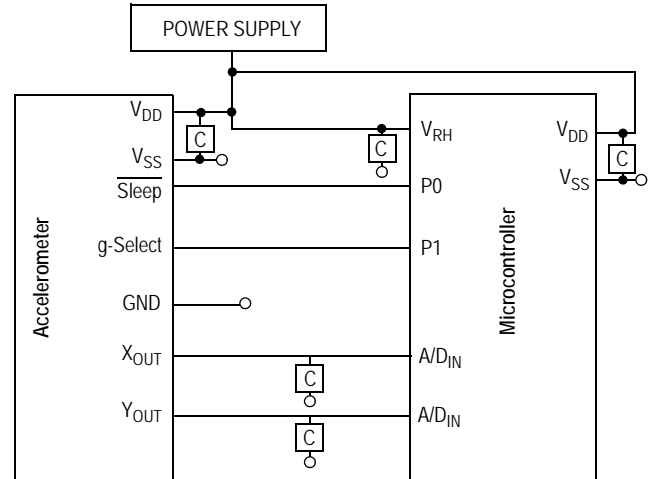 POWER SUPPLY
Accelerometer
V_DD
V_SS
Sleep
g-Select
GND
X_OUT
Y_OUT
C
C
C
C
C
V_RH
P0
P1
A/D_IN
A/D_IN
Microcontroller
V_DD
V_SS